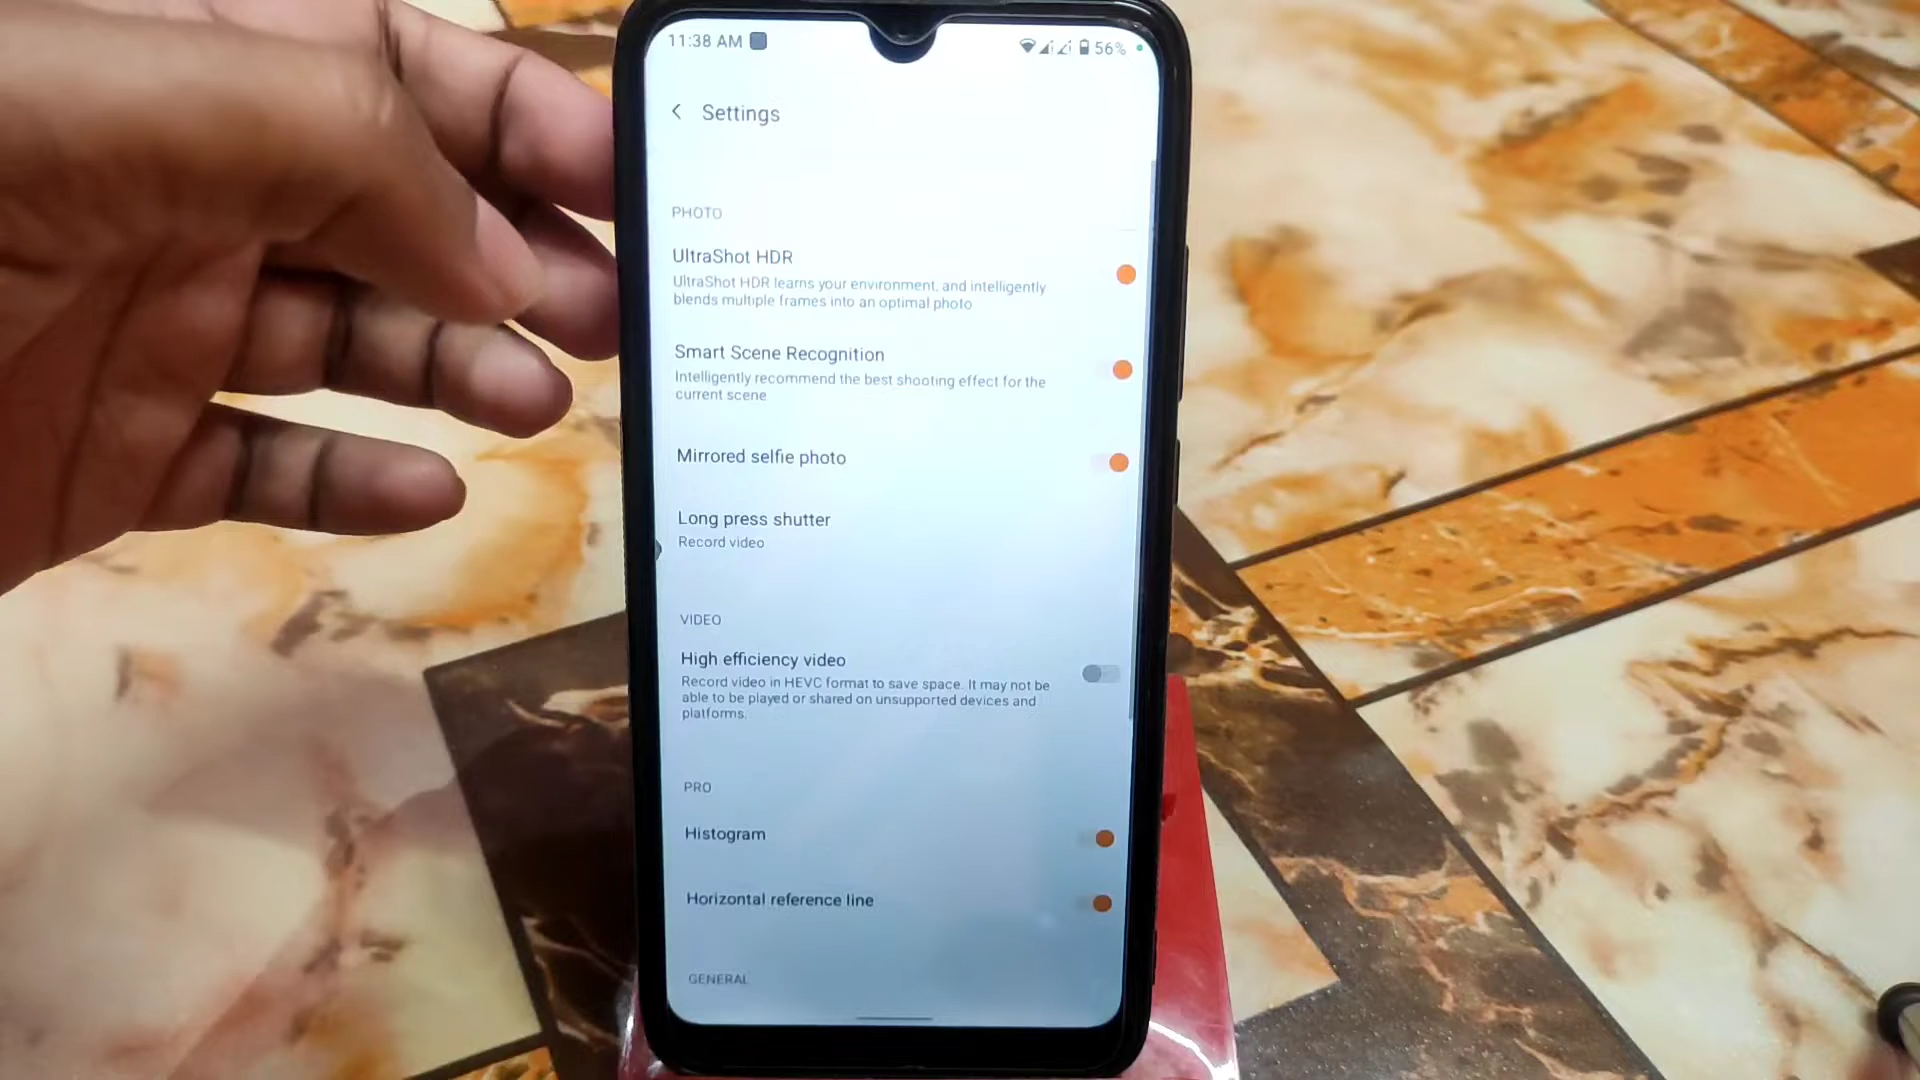 11:38 AM 56%
Settings
PHOTO
UltraShot HDR
UltraShot HDR learns your environment, and intelligently
blends multiple frames into an optimal photo
Smart Scene Recognition
Intelligently recommend the best shooting effect for the
current scene
Mirrored selfie photo
Long press shutter
Record video
VIDEO
High efficiency video
Record video in HEVC format to save space. It may not be
able to be played or shared on unsupported devices and
platforms.
PRO
Histogram
Horizontal reference line
GENERAL